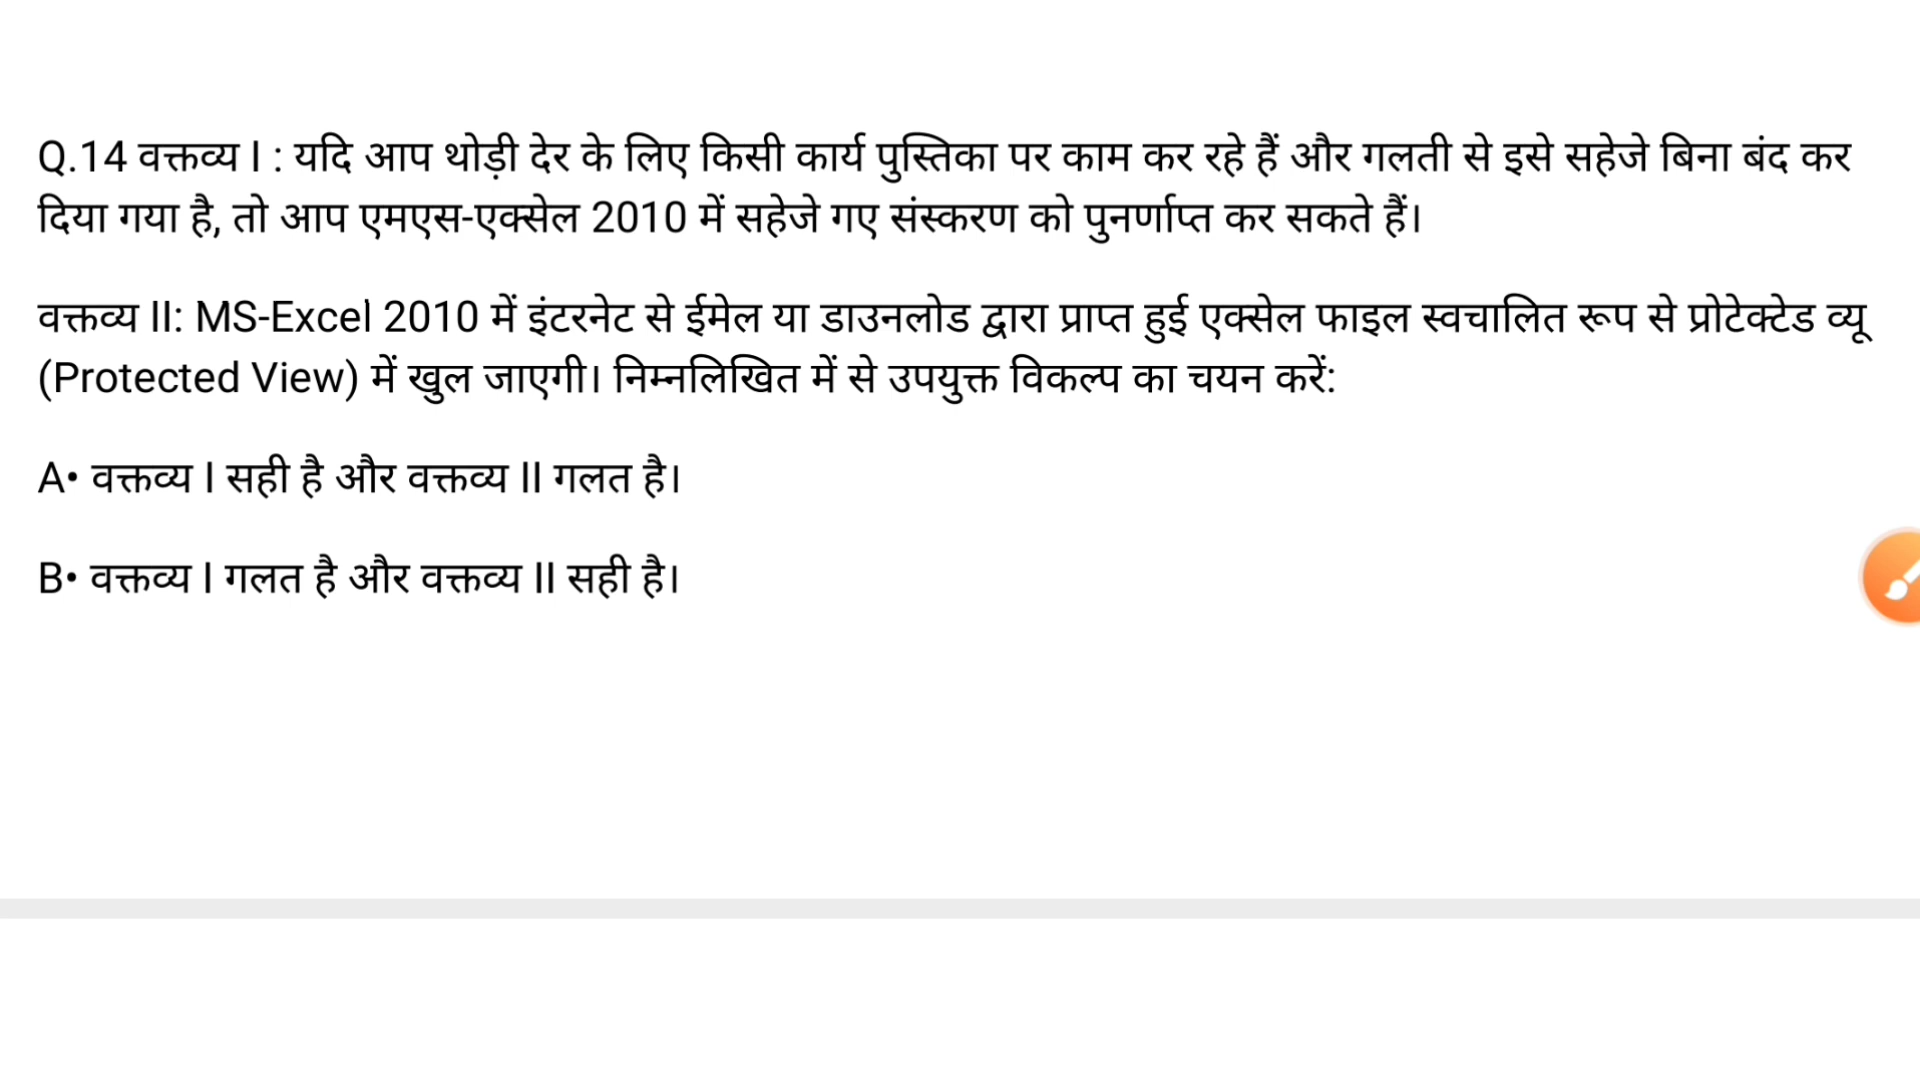 Q.14 वक्तव्य I : यदि आप थोड़ी देर के लिए किसी कार्य पुस्तिका पर काम कर रहे हैं और गलती से इसे सहेजे बिना बंद कर
दिया गया है, तो आप एमएस-एक्सेल 2010 में सहेजे गए संस्करण को पुनर्णाप्त कर सकते हैं।
वक्तव्य II: MS-Excel 2010 में इंटरनेट से ईमेल या डाउनलोड द्वारा प्राप्त हुई एक्सेल फाइल स्वचालित रूप से प्रोटेक्टेड व्यू
(Protected View) में खुल जाएगी। निम्नलिखित में से उपयुक्त विकल्प का चयन करें:
A• वक्तव्य I सही है और वक्तव्य II गलत है।
B• वक्तव्य I गलत है और वक्तव्य II सही है।